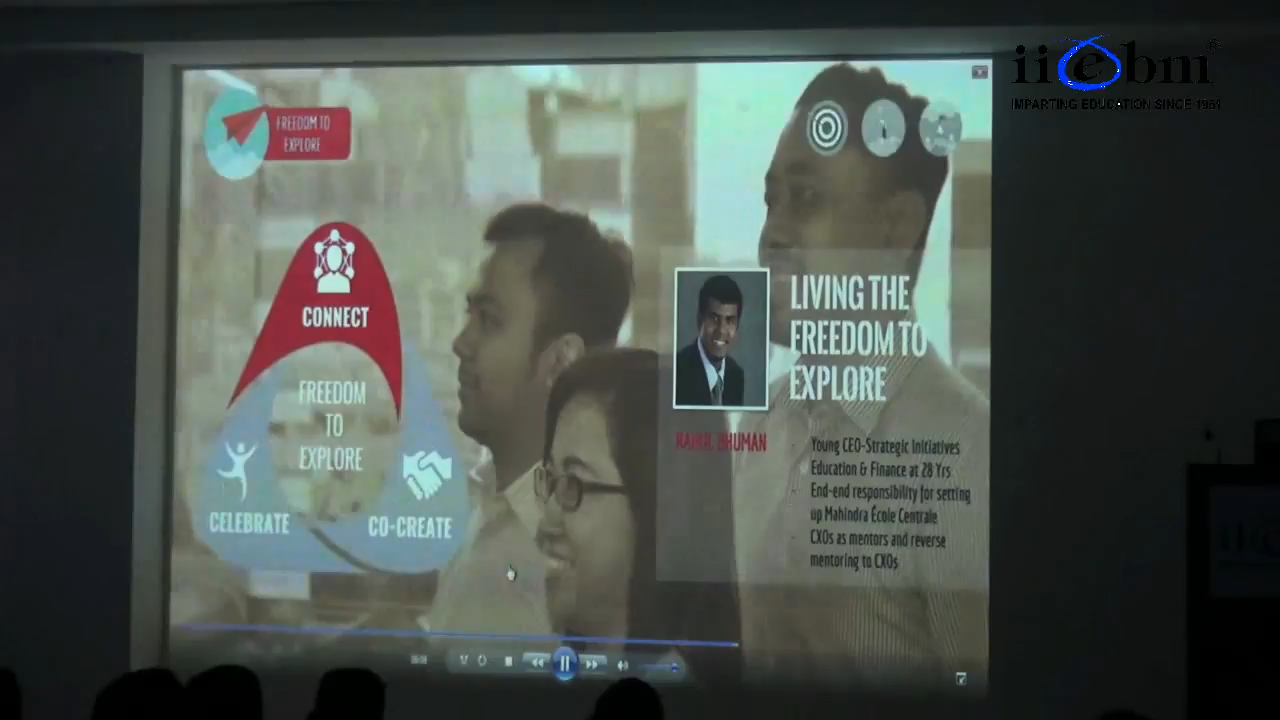 iiebm
IMPARTING EDUCATION SINCE 1981
FREEDOM TO
EXPLORE
CONNECT
FREEDOM
TO
EXPLORE
CELEBRATE
CO-CREATE
LIVING THE
FREEDOM TO
EXPLORE
BHUMAN
Young CEO-Strategic Initiatives
Education & Finance at 28 Yrs
End-end responsibility for setting
up Mahindra École Centrale
CXOs as mentors and reverse
mentoring to CXOs